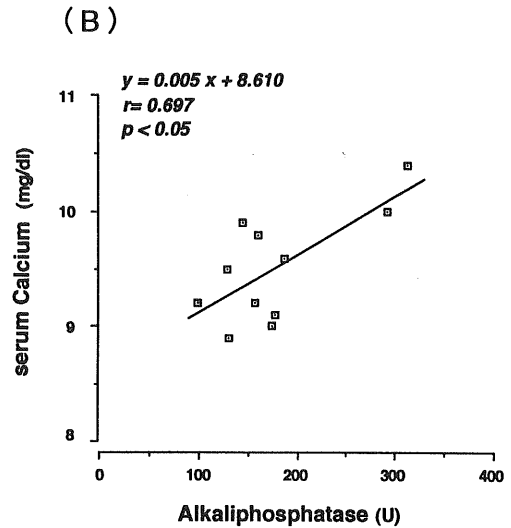 (B)
y = 0.005 x + 8.610
r= 0.697
p < 0.05
11
10
9
8
serum Calcium (mg/dl)
0 100 200 300 400
Alkaliphosphatase (U)